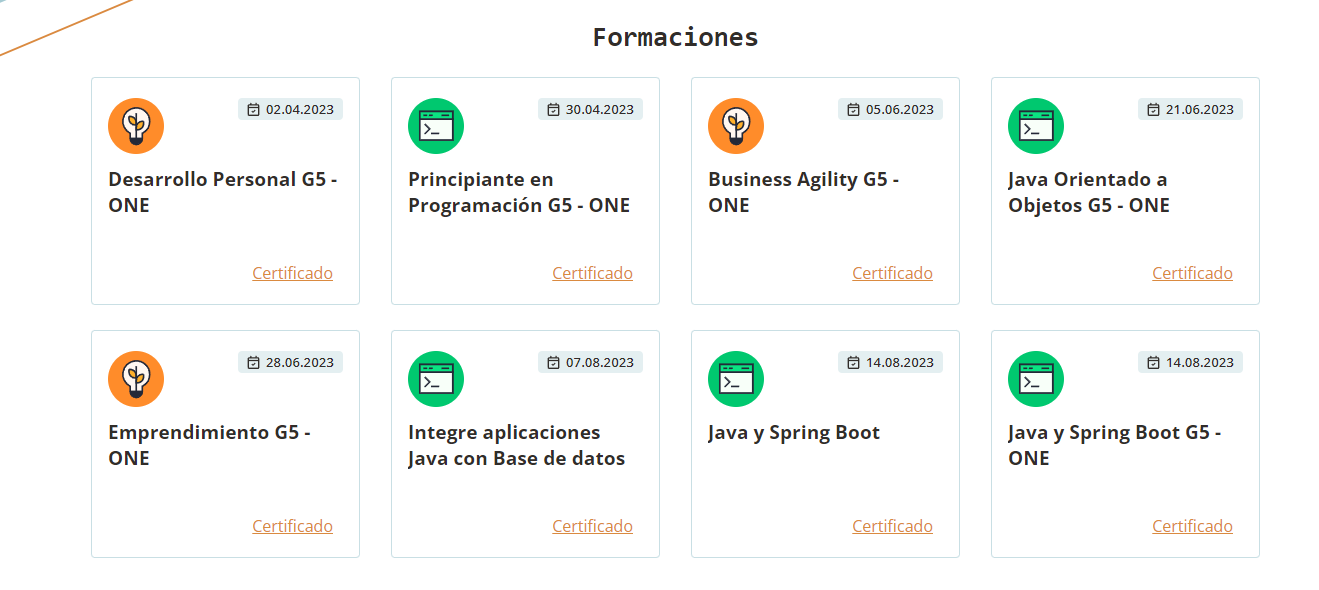 Formaciones
02.04.2023
Desarrollo Personal G5 -
ONE
Certificado
30.04.2023
Principiante en
Programación G5 - ONE
Certificado
05.06.2023
Business Agility G5 -
ONE
Certificado
21.06.2023
Java Orientado a
Objetos G5 - ONE
Certificado
28.06.2023
Emprendimiento G5 -
ONE
Certificado
07.08.2023
Integre aplicaciones
Java con Base de datos
Certificado
14.08.2023
Java y Spring Boot
Certificado
14.08.2023
Java y Spring Boot G5 -
ONE
Certificado